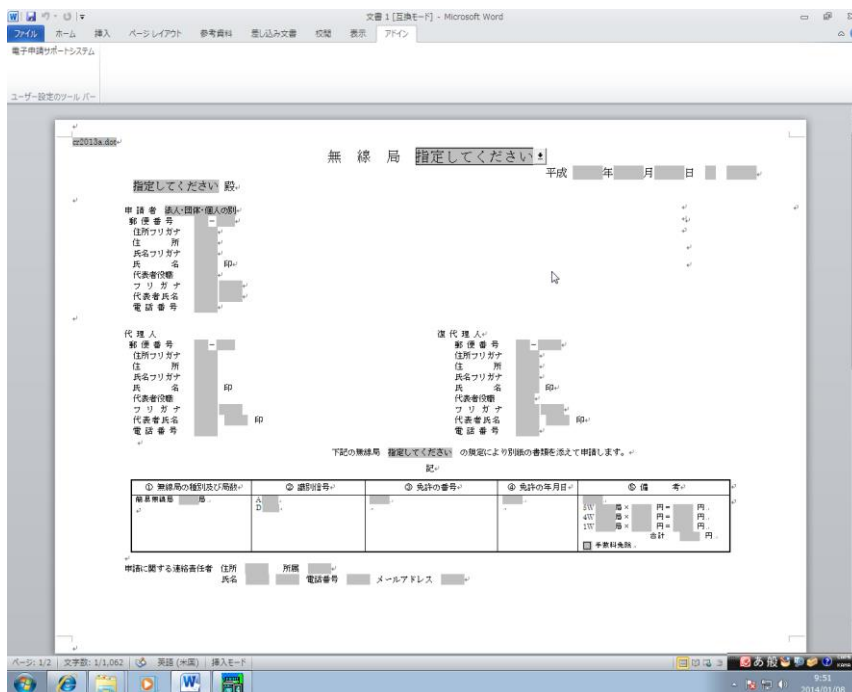 文書 1 [互換モード] - Microsoft Word
ファイル ホーム 挿入 ページ レイアウト 参考資料 差し込み文書 校閲 表示 アドイン
電子申請サポートシステム
ユーザー設定のツール バー
cr2013a.dot
無 線 局 指定してください
平成 年 月 日
指定してください 殿
申 請 者 法人・団体・個人の別
郵 便 番 号 -
住所フリガナ
住 所
氏名フリガナ
氏 名 印
代表者役職
フ リ ガ ナ
代表者氏名
電 話 番 号
代 理 人
郵 便 番 号 -
住所フリガナ
住 所
氏名フリガナ
氏 名 印
代表者役職
フ リ ガ ナ
代表者氏名 印
電 話 番 号
復 代 理 人
郵 便 番 号 -
住所フリガナ
住 所
氏名フリガナ
氏 名 印
代表者役職
フ リ ガ ナ
代表者氏名 印
電 話 番 号
下記の無線局 指定してください の規定により別紙の書類を添えて申請します。
記
① 無線局の種別及び局数 ② 識別信号 ③ 免許の番号 ④ 免許の年月日 ⑤ 備 考
簡易無線局 局
A
D
5W 局× 円= 円
4W 局× 円= 円
1W 局× 円= 円
合計 円
手数料免除
申請に関する連絡責任者 住所 所属
氏名 電話番号 メールアドレス
ページ: 1/2 文字数: 1/1,062 英語 (米国) 挿入モード
あ 般
9:51
2014/01/08